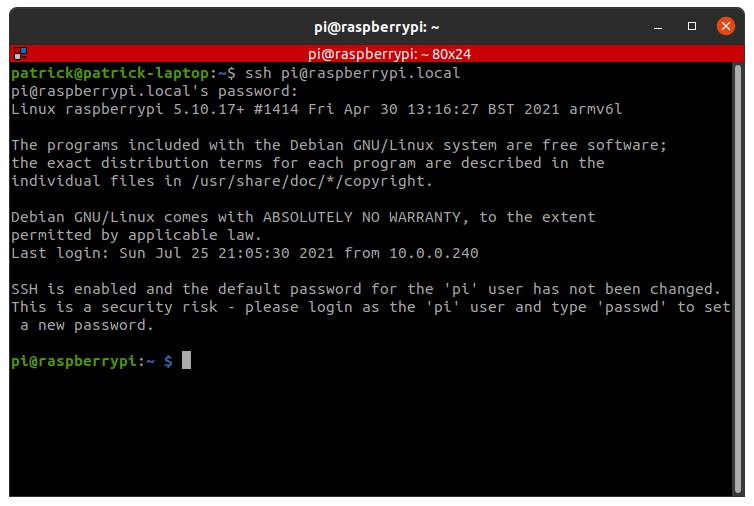 pi@raspberrypi: ~
pi@raspberrypi: ~ 80x24
patrick@patrick-laptop:~$ ssh pi@raspberrypi.local
pi@raspberrypi.local's password:
Linux raspberrypi 5.10.17+ #1414 Fri Apr 30 13:16:27 BST 2021 armv6l
The programs included with the Debian GNU/Linux system are free software;
the exact distribution terms for each program are described in the
individual files in /usr/share/doc/*/copyright.
Debian GNU/Linux comes with ABSOLUTELY NO WARRANTY, to the extent
permitted by applicable law.
Last login: Sun Jul 25 21:05:30 2021 from 10.0.0.240
SSH is enabled and the default password for the 'pi' user has not been changed.
This is a security risk - please login as the 'pi' user and type 'passwd' to set
 a new password.
pi@raspberrypi:~ $